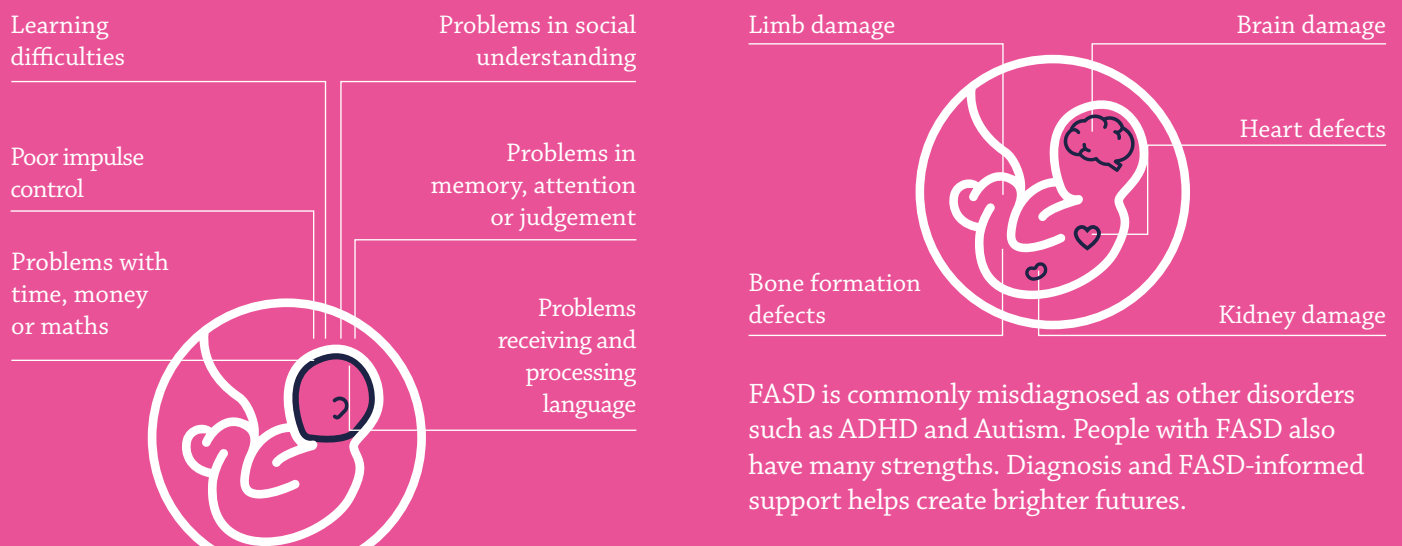 Learning
difficulties
Problems in social
understanding
Poor impulse
control
Problems in
memory, attention
or judgement
Problems with
time, money
or maths
Problems
receiving and
processing
language
Limb damage
Brain damage
Heart defects
Bone formation
defects
Kidney damage
FASD is commonly misdiagnosed as other disorders
such as ADHD and Autism. People with FASD also
have many strengths. Diagnosis and FASD-informed
support helps create brighter futures.